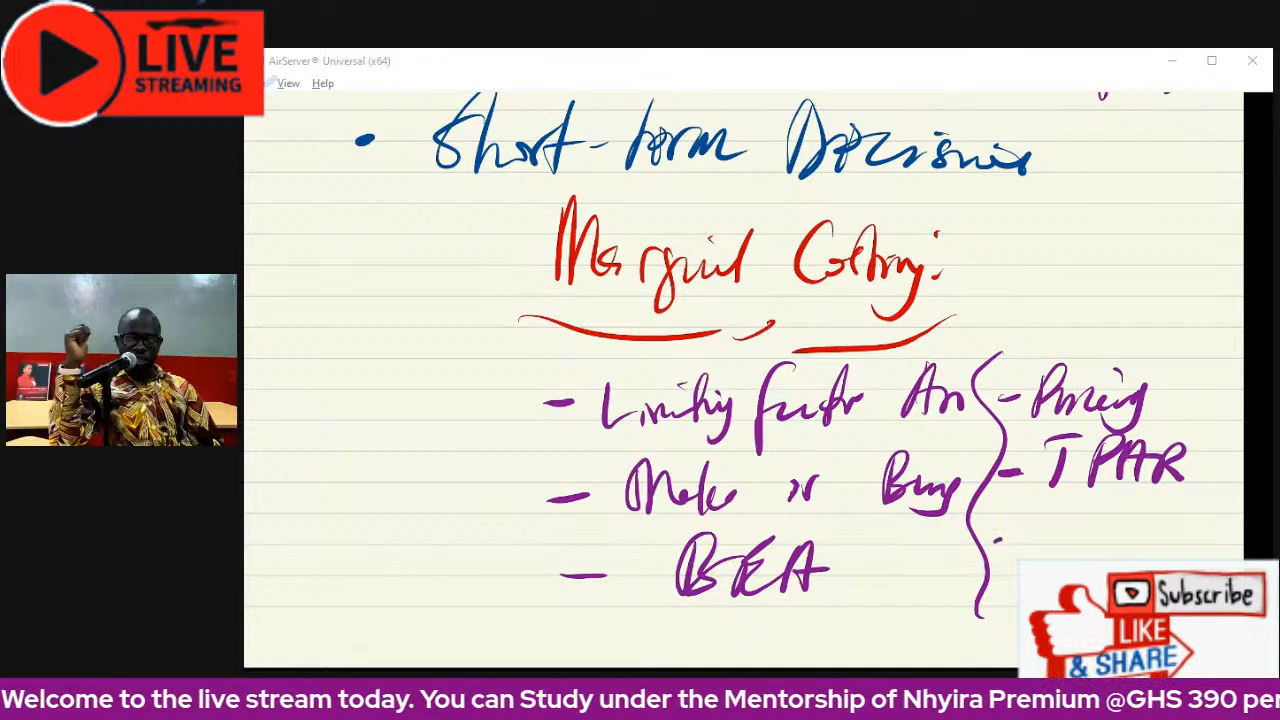 LIVE
STREAMING
AirServer® Universal (x64)
View Help
• Short-term Decisions
Marginal Costing:
- Limiting factor An
- Make or Buy
- BEA
- Pricing
- TPAR
Subscribe
LIKE
& SHARE
Welcome to the live stream today. You can Study under the Mentorship of Nhyira Premium @GHS 390 per